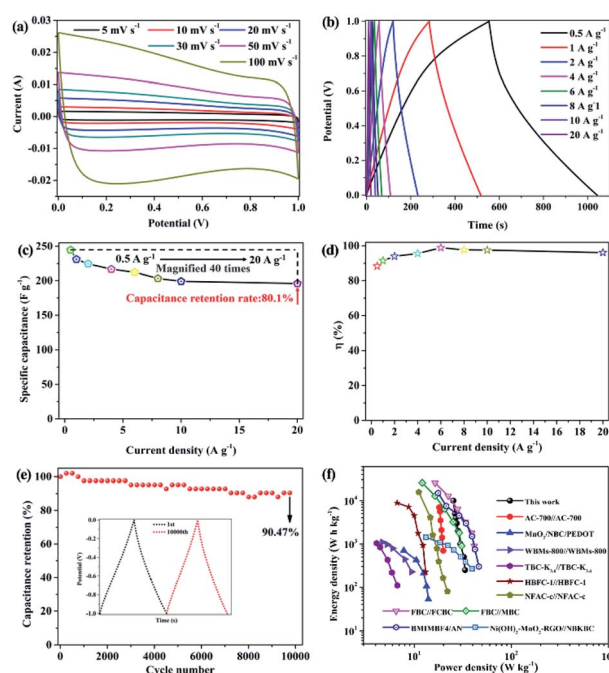 (a)
5 mV s⁻¹ 10 mV s⁻¹ 20 mV s⁻¹
30 mV s⁻¹ 50 mV s⁻¹
100 mV s⁻¹
Current (A)
0.03
0.02
0.01
0.00
-0.01
-0.02
0.0 0.2 0.4 0.6 0.8 1.0
Potential (V)
(b)
Potential (V)
1.0
0.8
0.6
0.4
0.2
0.0
0.5 A g⁻¹
1 A g⁻¹
2 A g⁻¹
4 A g⁻¹
6 A g⁻¹
8 A g⁻1
10 A g⁻¹
20 A g⁻¹
0 200 400 600 800 1000
Time (s)
(c)
Specific capacitance (F g⁻¹)
250
200
150
100
50
0
0.5 A g⁻¹ 20 A g⁻¹
Magnified 40 times
Capacitance retention rate:80.1%
0 4 8 12 16 20
Current density (A g⁻¹)
(d)
η (%)
100
80
60
40
20
0
0 4 8 12 16 20
Current density (A g⁻¹)
(e)
Capacitance retention (%)
100
80
60
40
20
0
90.47%
Potential (V)
0.0
-0.2
-0.4
-0.6
-0.8
-1.0
1st
10000th
Time (s)
0 2000 4000 6000 8000 10000
Cycle number
(f)
Energy density (W h kg⁻¹)
10⁴
10³
10²
10¹
This work
AC-700//AC-700
MnO₂/NBC/PEDOT
WBMs-800//WBMs-800
HBFC-1//HBFC-1
NFAC-c//NFAC-c
FBC//FCBC FBC//MBC
BMIMBF4/AN Ni(OH)₂-MnO₂-RGO//NBKBC
10 100
Power density (W kg⁻¹)